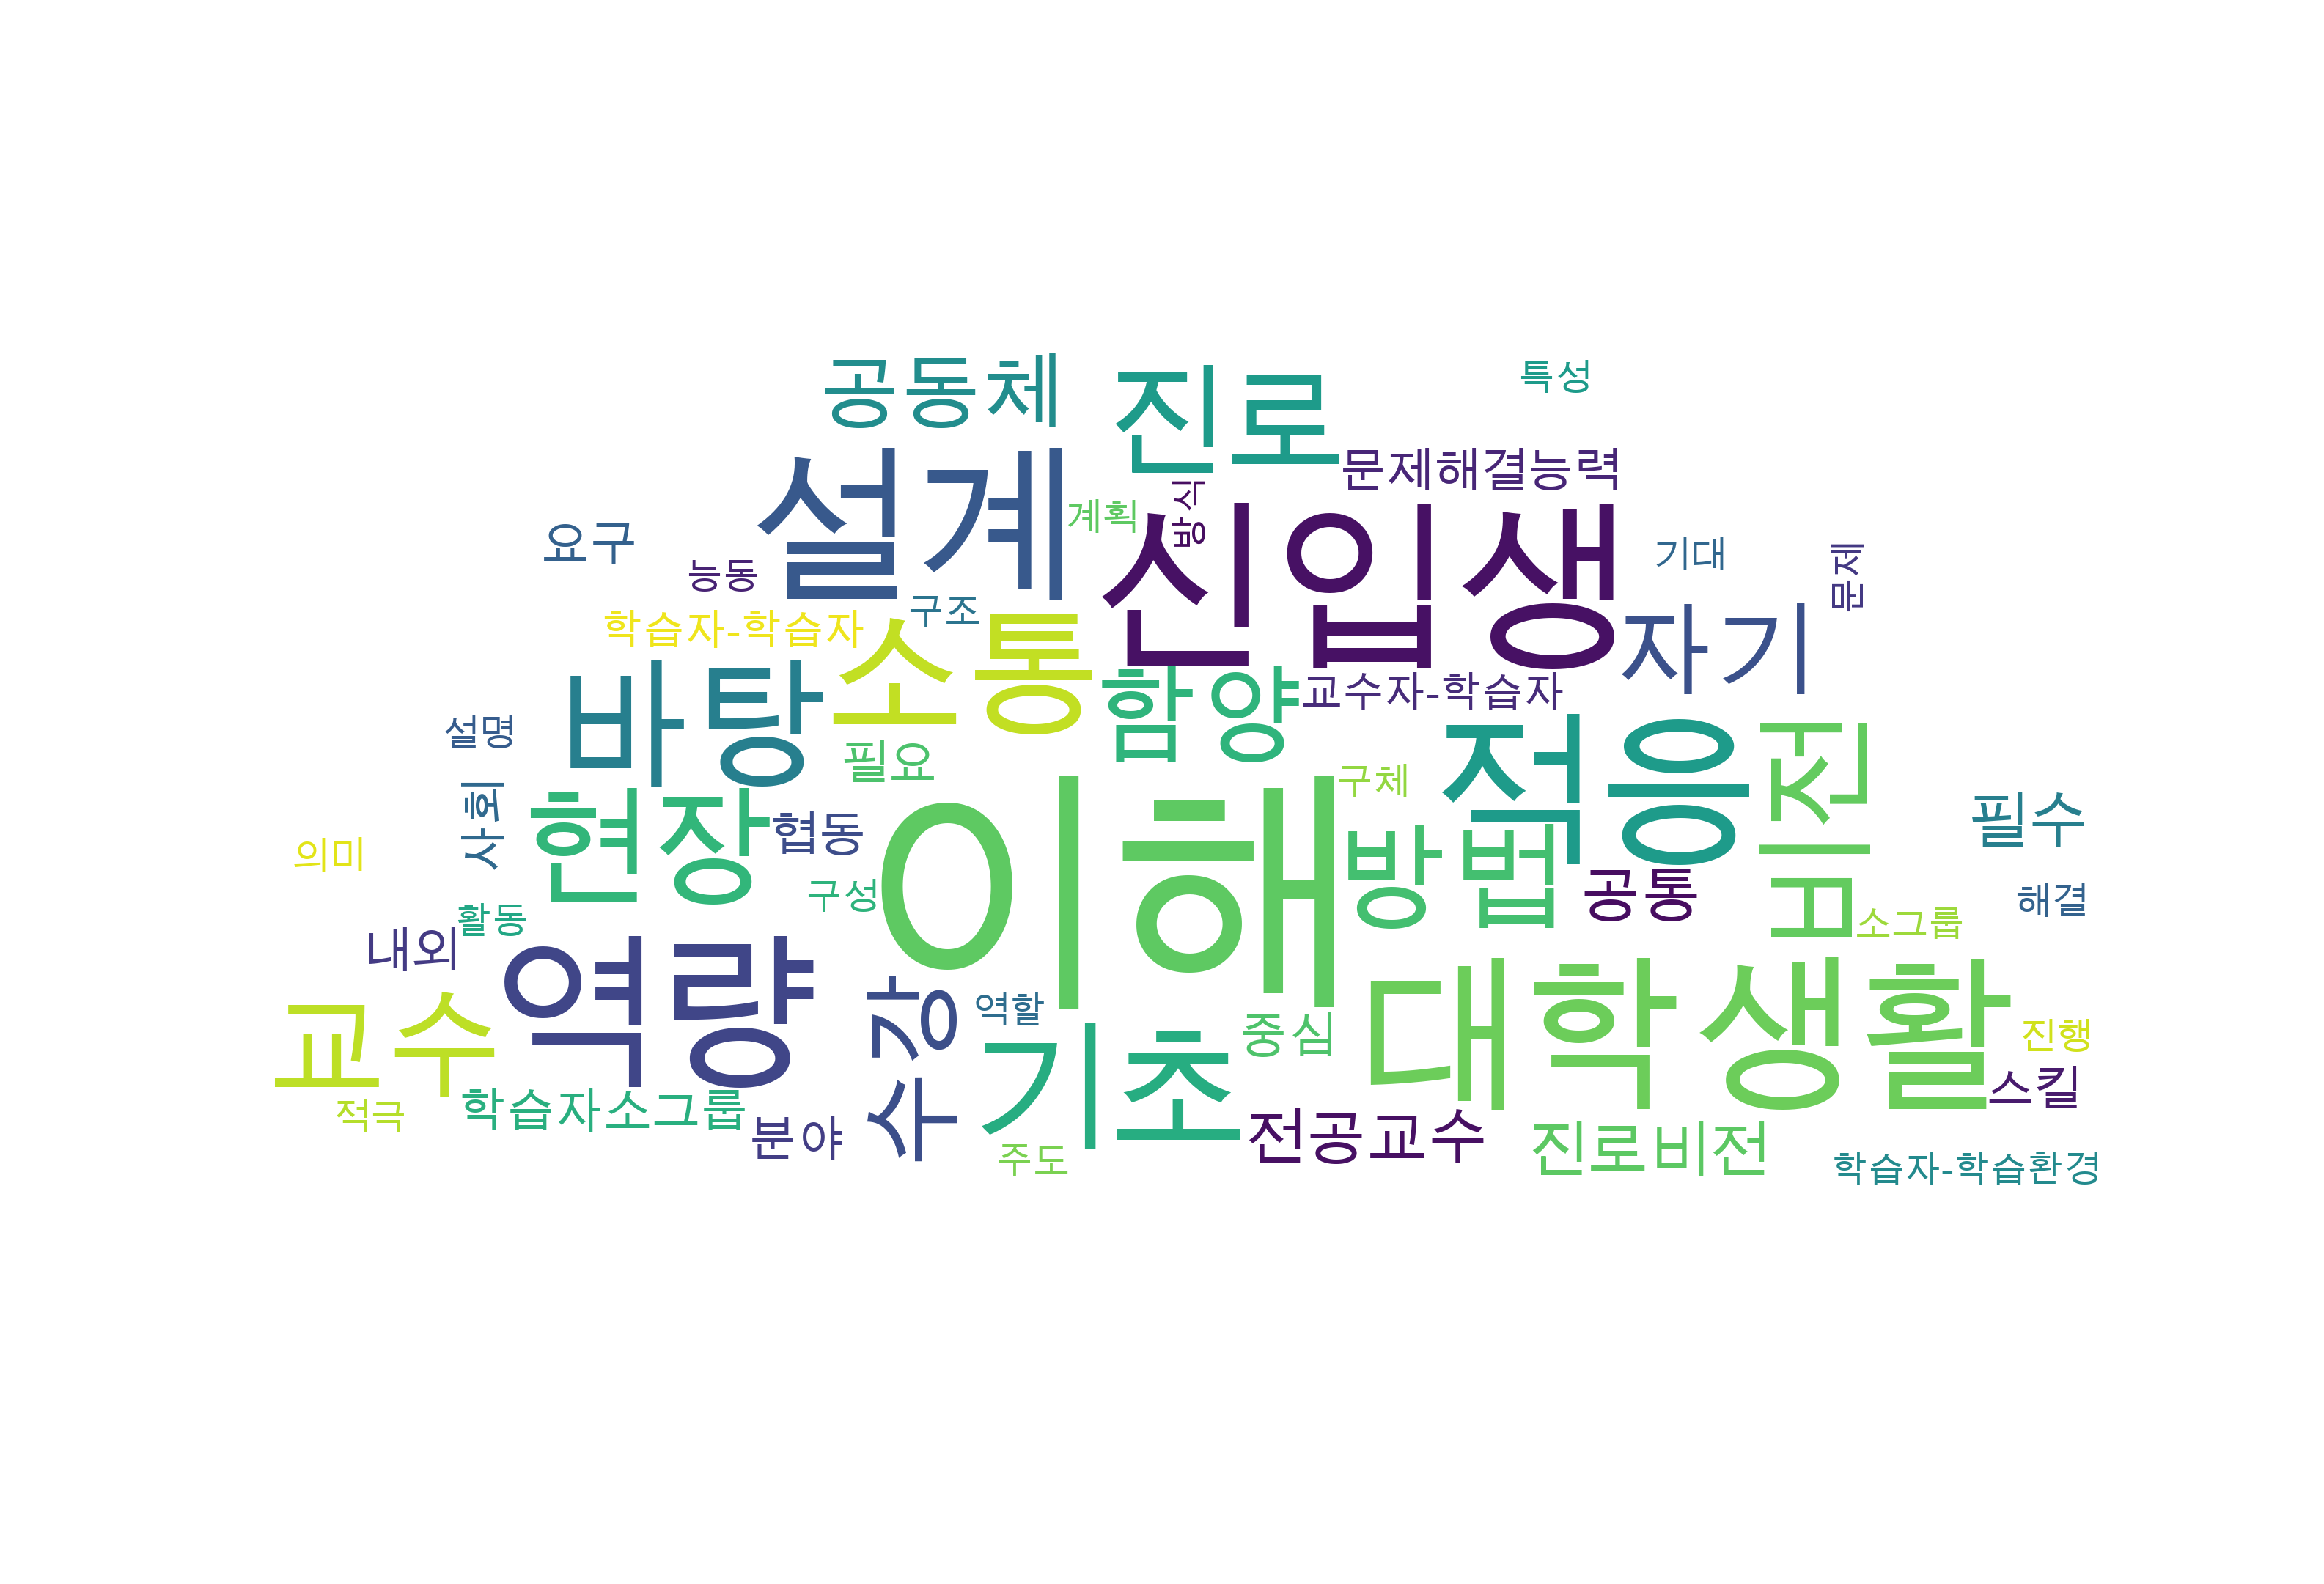 공동체
진로
특성
설계
문제해결능력
계획
방식
신입생
요구
능동
기대
문제
구조
학습자-학습자
소통
자기
바탕
함양
교수자-학습자
설명
필요
적응
비전
구체
사회
현장
협동
이해
방법
필수
의미
구성
공통
해결
활동
소그룹
내외
역량
대학생활
교수
수강
역할
기초
중심
진행
스킬
적극
학습자소그룹
분야
주도
전공교수
진로비전
학습자-학습환경